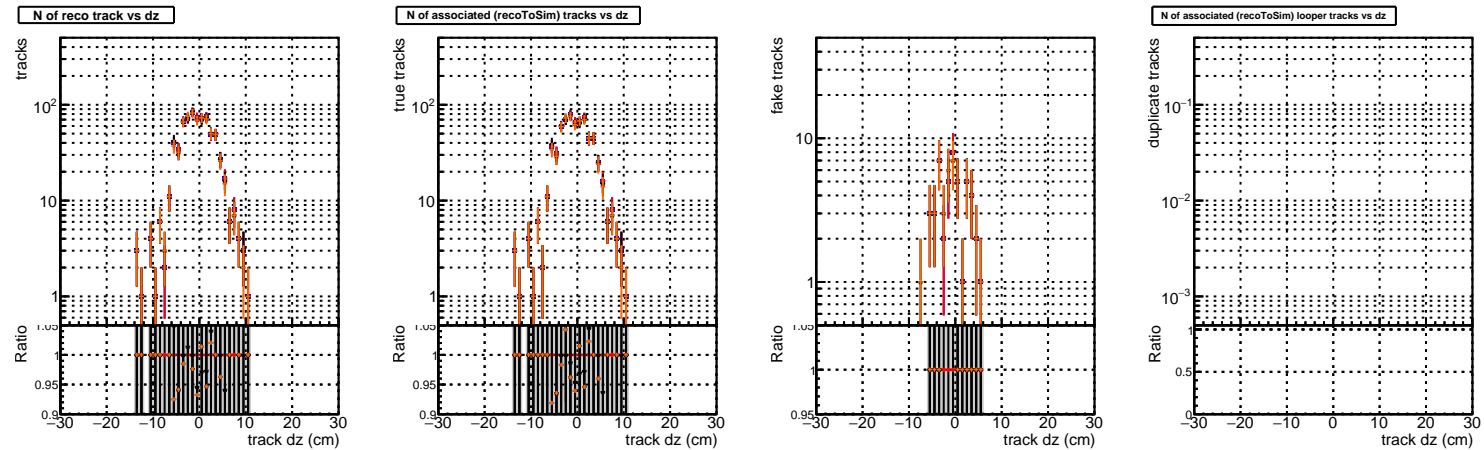 N of reco track vs dz
tracks
10²
10
1
Ratio
1.05
1
0.95
0.9
−30 −20 −10 0 10 20 30
track dz (cm)
N of associated (recoToSim) tracks vs dz
true tracks
10²
10
1
Ratio
1.05
1
0.95
0.9
−30 −20 −10 0 10 20 30
track dz (cm)
fake tracks
10
1
Ratio
1.05
1
0.95
−30 −20 −10 0 10 20 30
track dz (cm)
N of associated (recoToSim) looper tracks vs dz
duplicate tracks
10⁻¹
10⁻²
10⁻³
Ratio
1
0.5
0
−30 −20 −10 0 10 20 30
track dz (cm)